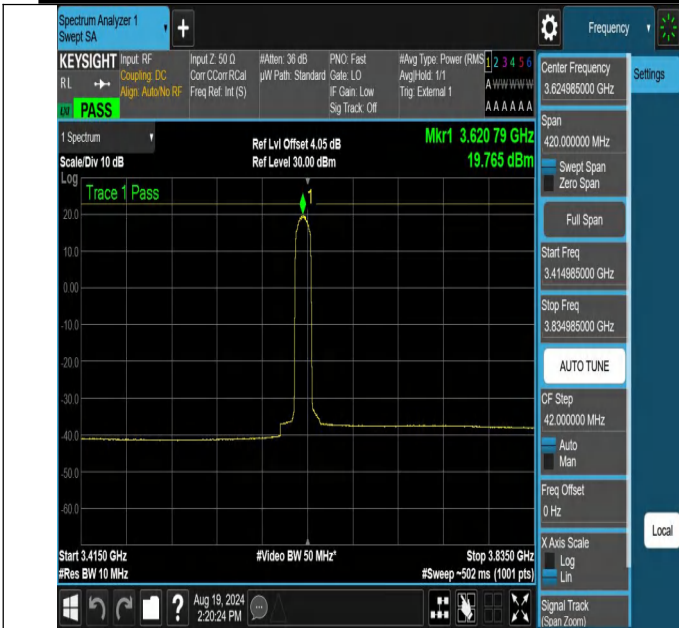 Spectrum Analyzer 1
Swept SA
+
Frequency
KEYSIGHT
RL
PASS
Input: RF
Coupling: DC
Align: Auto/No RF
Input Z: 50 Ω
Corr CCorr RCal
Freq Ref: Int (S)
#Atten: 36 dB
µW Path: Standard
PNO: Fast
Gate: LO
IF Gain: Low
Sig Track: Off
#Avg Type: Power (RMS
Avg|Hold: 1/1
Trig: External 1
1 2 3 4 5 6
A W W W W W
A A A A A A
1 Spectrum
Scale/Div 10 dB
Ref Lvl Offset 4.05 dB
Ref Level 30.00 dBm
Mkr1 3.620 79 GHz
19.765 dBm
Log
Trace 1 Pass
1
20.0
10.0
0.00
-10.0
-20.0
-30.0
-40.0
-50.0
-60.0
Start 3.4150 GHz
#Res BW 10 MHz
#Video BW 50 MHz*
Stop 3.8350 GHz
#Sweep ~502 ms (1001 pts)
Aug 19, 2024
2:20:24 PM
?
Center Frequency
3.624985000 GHz
Settings
Span
420.000000 MHz
Swept Span
Zero Span
Full Span
Start Freq
3.414985000 GHz
Stop Freq
3.834985000 GHz
AUTO TUNE
CF Step
42.000000 MHz
Auto
Man
Freq Offset
0 Hz
Local
X Axis Scale
Log
Lin
Signal Track
(Span Zoom)